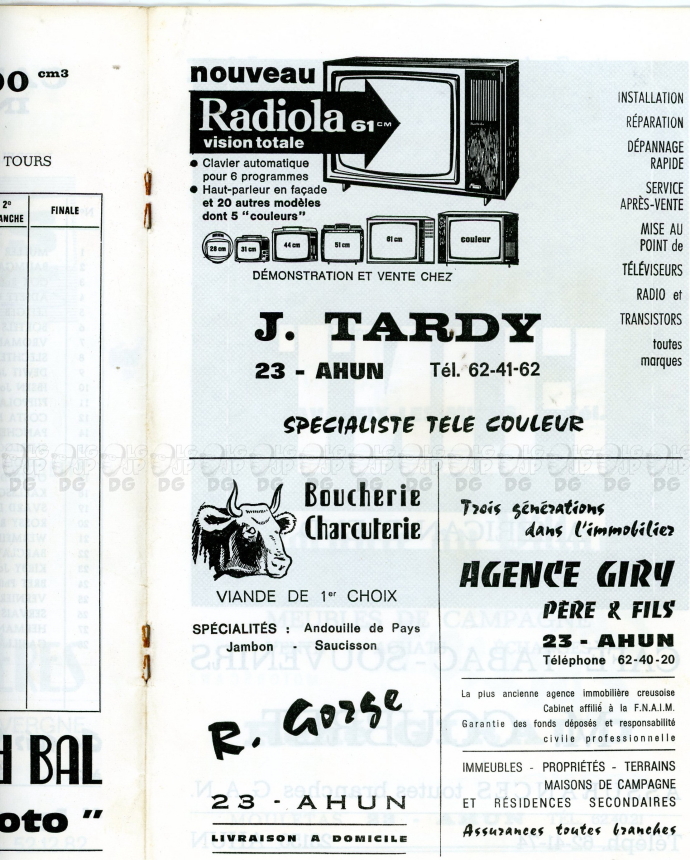 cm3
TOURS
2e
FINALE
BAL
oto "
nouveau
Radiola 61 CM
vision totale
● Clavier automatique
pour 6 programmes
● Haut-parleur en façade
et 20 autres modèles
dont 5 "couleurs"
28 cm
31 cm
44 cm
51 cm
61 cm
couleur
DÉMONSTRATION ET VENTE CHEZ
J. TARDY
23 - AHUN Tél. 62-41-62
SPECIALISTE TELE COULEUR
INSTALLATION
RÉPARATION
DÉPANNAGE
RAPIDE
SERVICE
APRÈS-VENTE
MISE AU
POINT de
TÉLÉVISEURS
RADIO et
TRANSISTORS
toutes
marques
Boucherie
Charcuterie
VIANDE DE 1er CHOIX
SPÉCIALITÉS : Andouille de Pays
Jambon - Saucisson
R. Gorge
23 - AHUN
LIVRAISON A DOMICILE
Trois générations
dans l'immobilier
AGENCE GIRY
PÈRE & FILS
23 - AHUN
Téléphone 62-40-20
La plus ancienne agence immobilière creusoise
Cabinet affilié à la F.N.A.I.M.
Garantie des fonds déposés et responsabilité
civile professionnelle
IMMEUBLES - PROPRIÉTÉS - TERRAINS
MAISONS DE CAMPAGNE
ET RÉSIDENCES SECONDAIRES
Assurances toutes branches